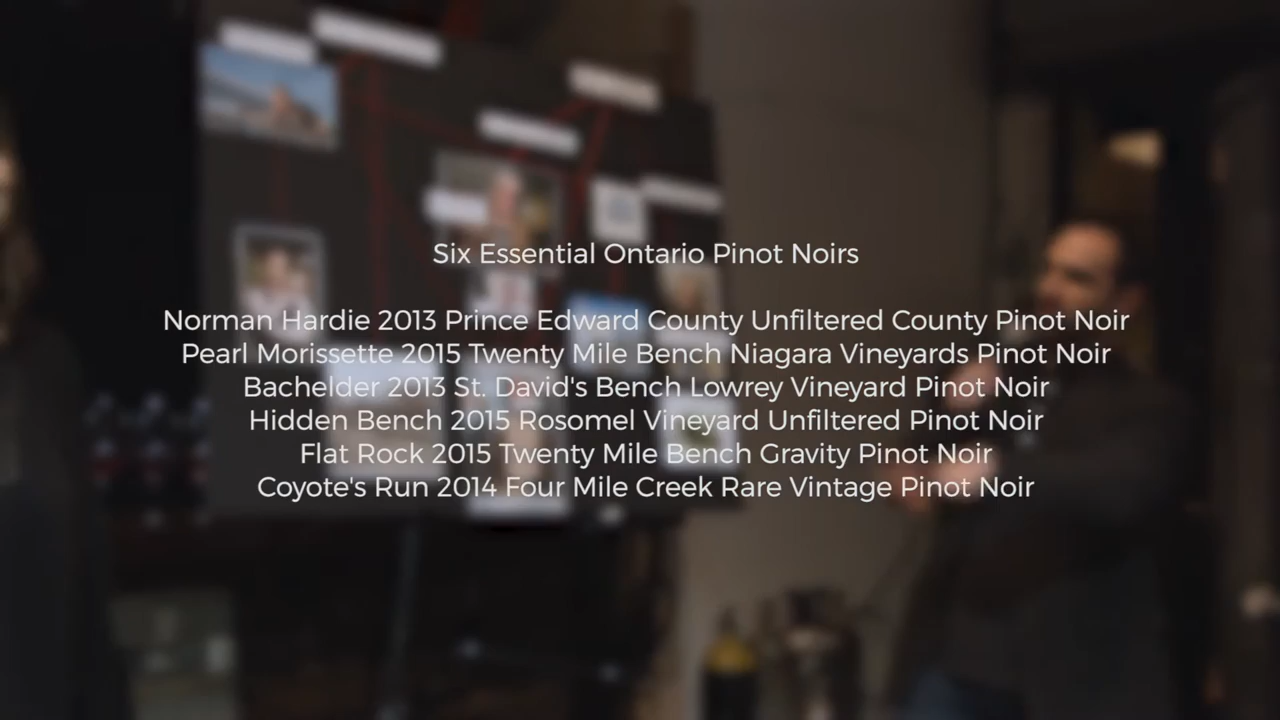 Six Essential Ontario Pinot Noirs
Norman Hardie 2013 Prince Edward County Unfiltered County Pinot Noir
Pearl Morissette 2015 Twenty Mile Bench Niagara Vineyards Pinot Noir
Bachelder 2013 St. David's Bench Lowrey Vineyard Pinot Noir
Hidden Bench 2015 Rosomel Vineyard Unfiltered Pinot Noir
Flat Rock 2015 Twenty Mile Bench Gravity Pinot Noir
Coyote's Run 2014 Four Mile Creek Rare Vintage Pinot Noir